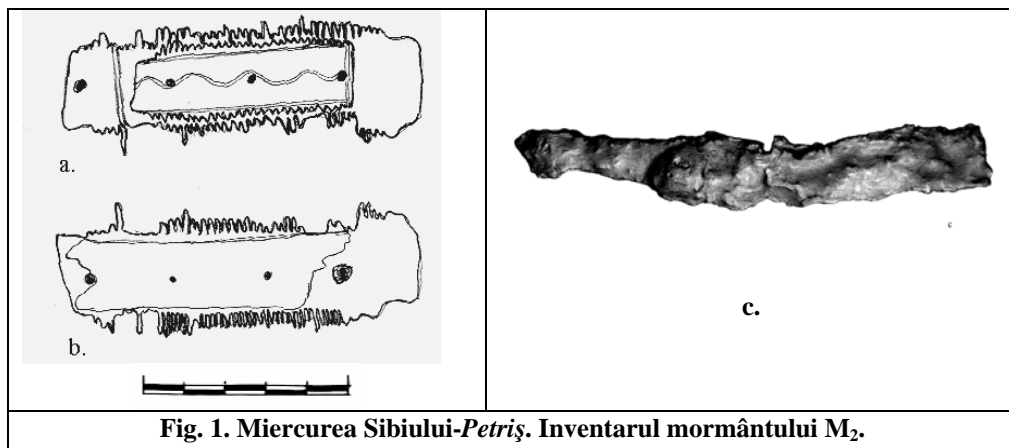 a.
b.
c
c.
Fig. 1. Miercurea Sibiului-Petriş. Inventarul mormântului M₂.